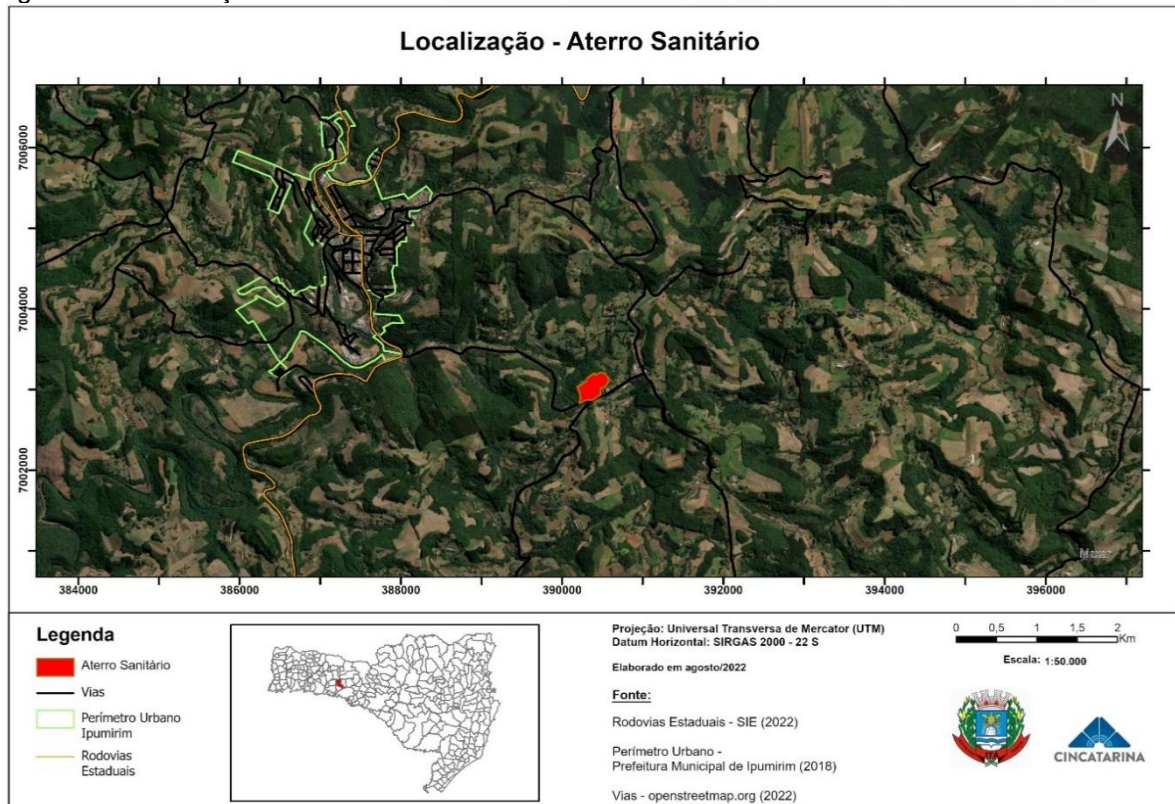 Localização - Aterro Sanitário
N
7006000
7004000
7002000
384000
386000
388000
390000
392000
394000
396000
Maxar
Legenda
Aterro Sanitário
Vias
Perímetro Urbano
Ipumirim
Rodovias
Estaduais
Projeção: Universal Transversa de Mercator (UTM)
Datum Horizontal: SIRGAS 2000 - 22 S
Elaborado em agosto/2022
Fonte:
Rodovias Estaduais - SIE (2022)
Perímetro Urbano -
Prefeitura Municipal de Ipumirim (2018)
Vias - openstreetmap.org (2022)
0 0,5 1 2
Km
Escala: 1:50.000
ITÁ
CINCATARINA